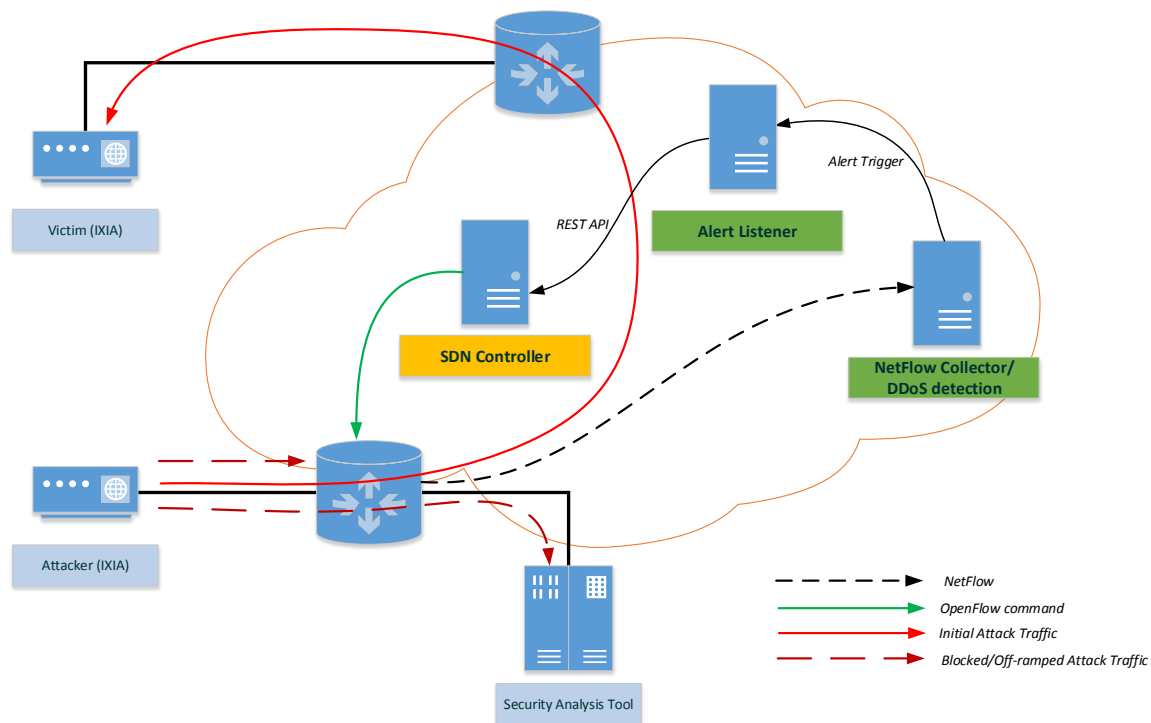 Alert Trigger
Victim (IXIA)
REST API
Alert Listener
SDN Controller
NetFlow Collector/
DDoS detection
Attacker (IXIA)
NetFlow
OpenFlow command
Initial Attack Traffic
Blocked/Off-ramped Attack Traffic
Security Analysis Tool